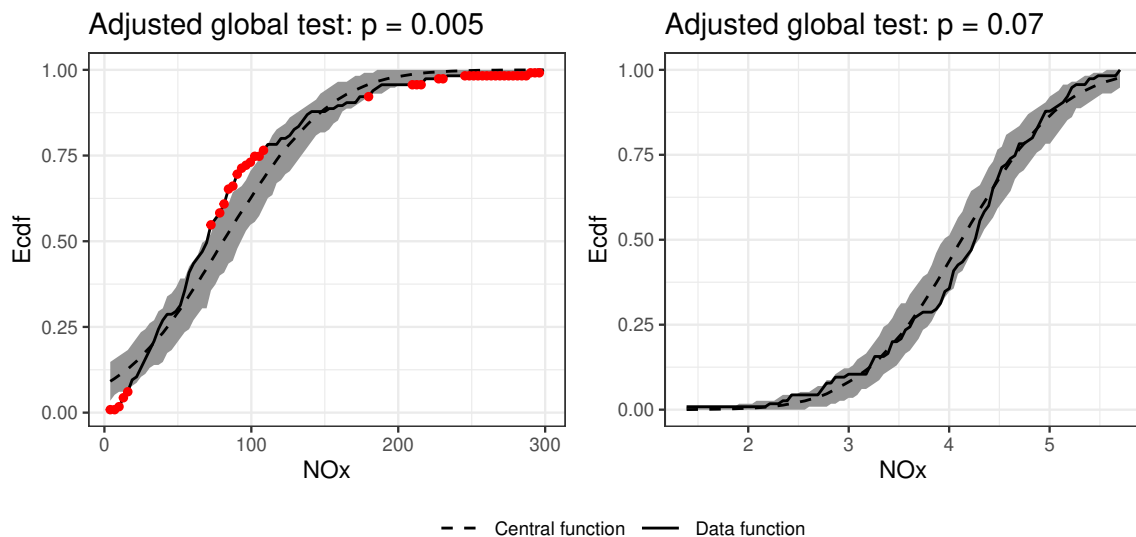 Adjusted global test: p = 0.005
Adjusted global test: p = 0.07
Ecdf
1.00
0.75
0.50
0.25
0.00
0
100
200
300
NOx
Ecdf
1.00
0.75
0.50
0.25
0.00
2
3
4
5
NOx
Central function
Data function